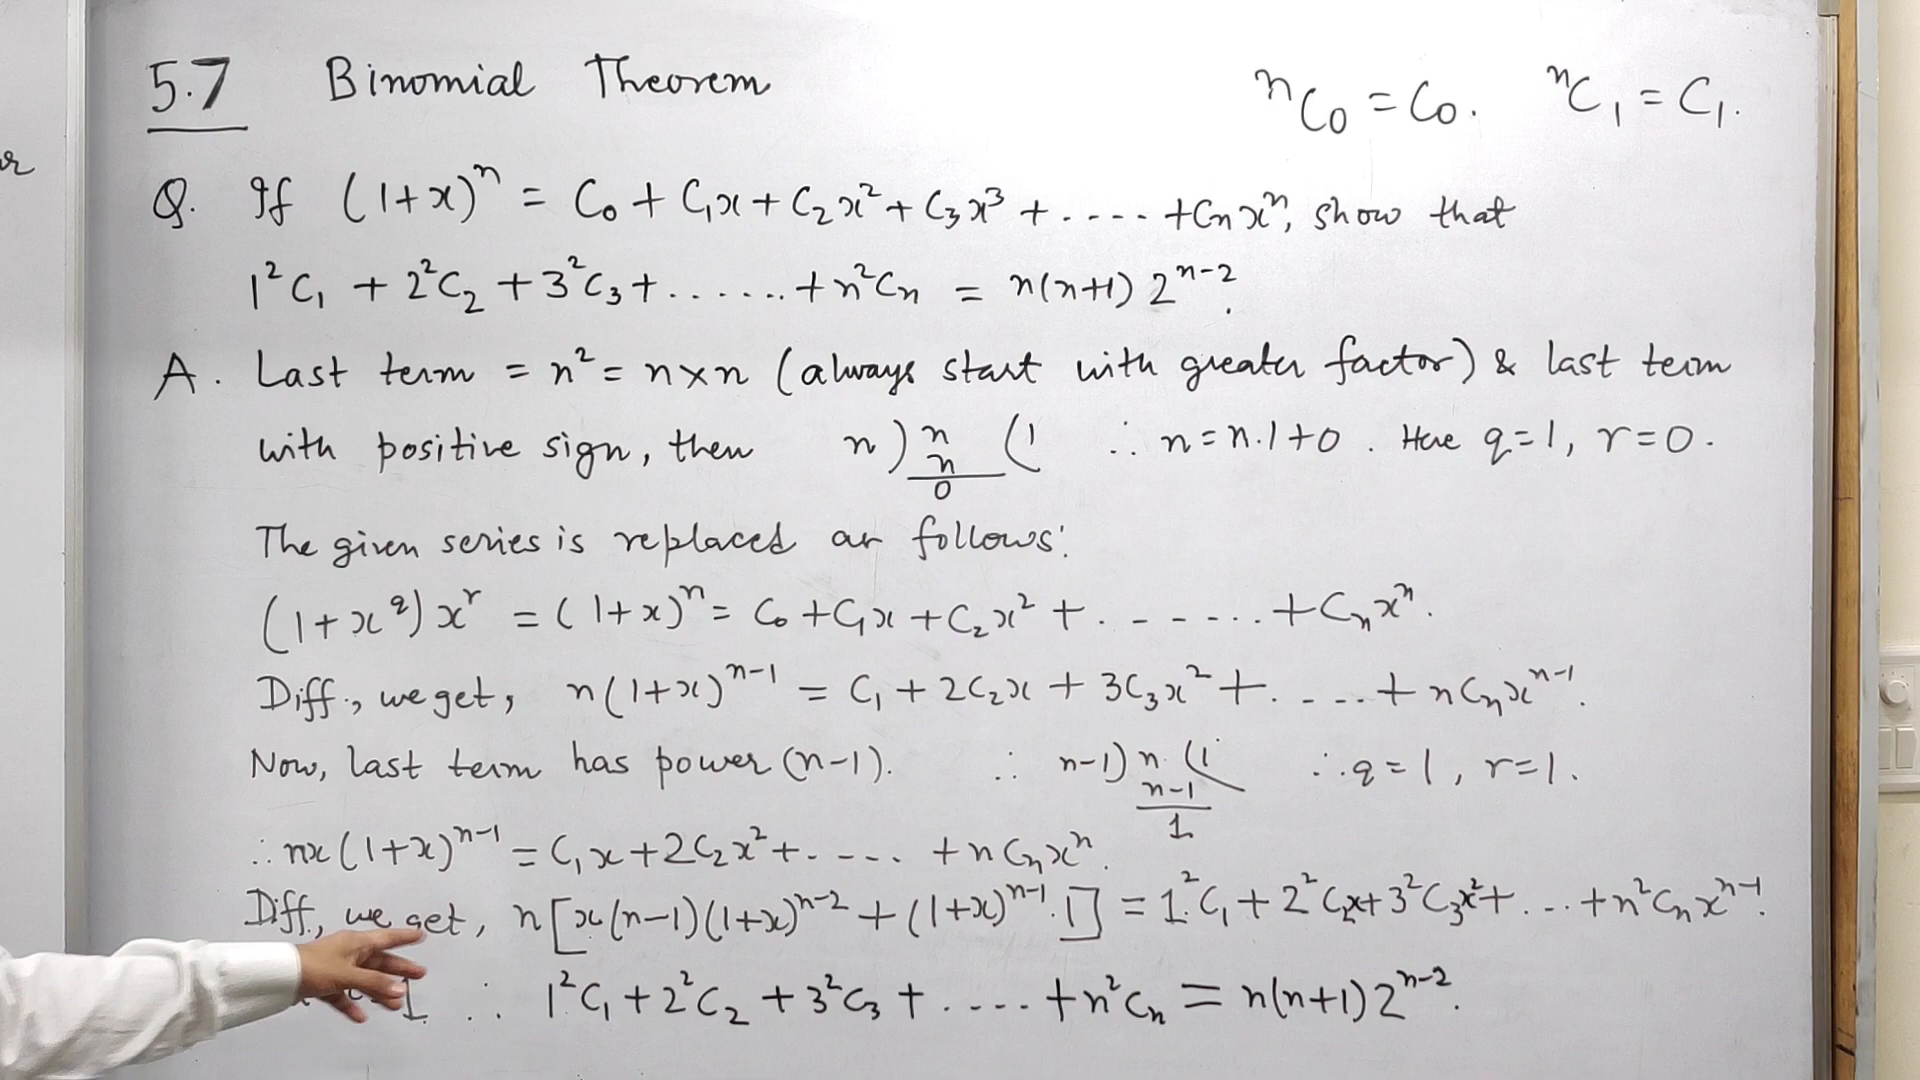 5.7 Binomial Theorem ⁿC₀ = C₀. ⁿC₁ = C₁.
Q. If (1+x)ⁿ = C₀ + C₁x + C₂x² + C₃x³ + ..... + Cₙxⁿ, show that
1²C₁ + 2²C₂ + 3²C₃ + ...... + n²Cₙ = n(n+1) 2ⁿ⁻².
A. Last term = n² = n×n (always start with greater factor) & last term
with positive sign, then n) n (1 ∴ n = n.1+0. Here q=1, r=0.
n
0
The given series is replaced as follows:
(1+x^q) x^r = (1+x)ⁿ = C₀ + C₁x + C₂x² + ....... + Cₙxⁿ.
Diff., we get, n(1+x)ⁿ⁻¹ = C₁ + 2C₂x + 3C₃x² + ..... + nCₙxⁿ⁻¹.
Now, last term has power (n-1). ∴ n-1) n (1 ∴ q=1, r=1.
n-1
1
∴ nx(1+x)ⁿ⁻¹ = C₁x + 2C₂x² + ..... + nCₙxⁿ.
Diff., we get, n[x(n-1)(1+x)ⁿ⁻² + (1+x)ⁿ⁻¹.1] = 1².C₁ + 2²C₂x + 3²C₃x² + .... + n²Cₙxⁿ⁻¹.
1. ∴ 1²C₁ + 2²C₂ + 3²C₃ + ..... + n²Cₙ = n(n+1) 2ⁿ⁻².